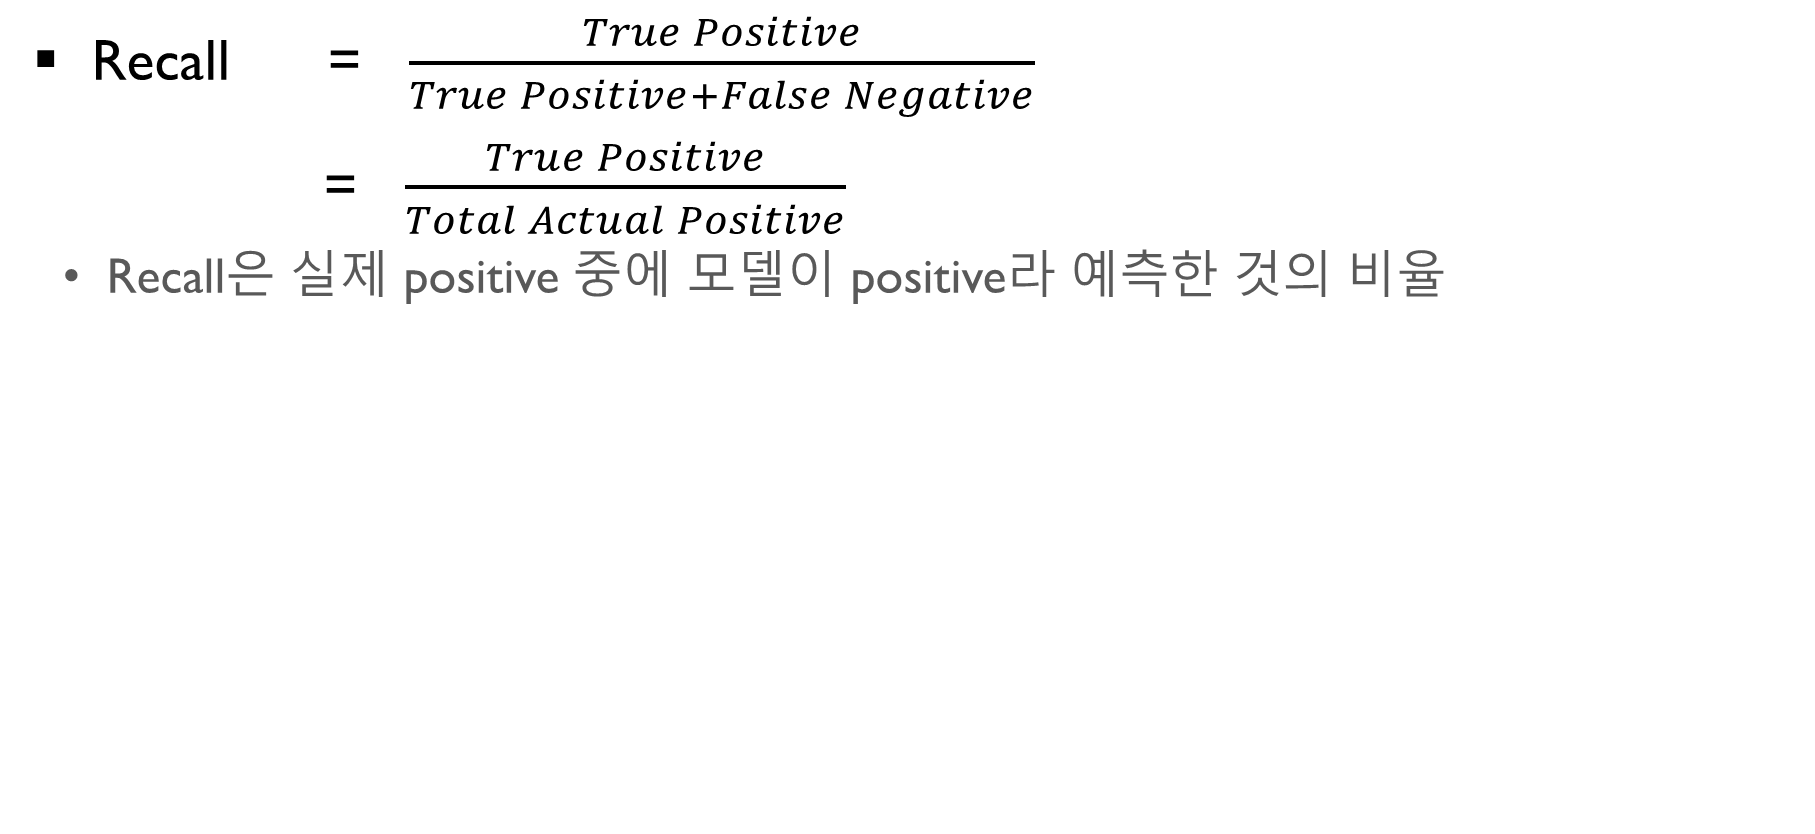 ▪ Recall = True Positive / True Positive+False Negative
= True Positive / Total Actual Positive
• Recall은 실제 positive 중에 모델이 positive라 예측한 것의 비율